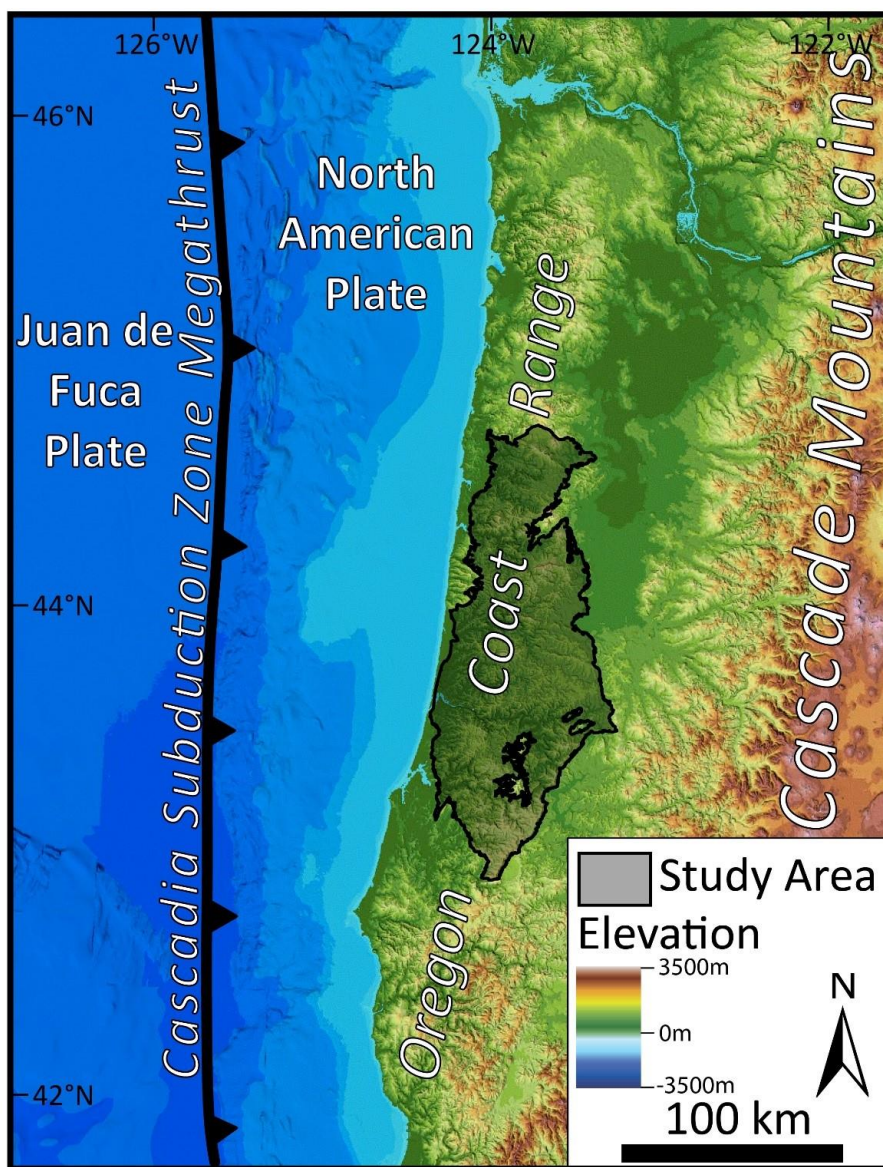 126°W
124°W
122°W
46°N
44°N
42°N
North
American
Plate
Juan de
Fuca
Plate
Cascadia Subduction Zone Megathrust
Oregon Coast Range
Cascade Mountains
Study Area
Elevation
3500m
0m
-3500m
N
100 km